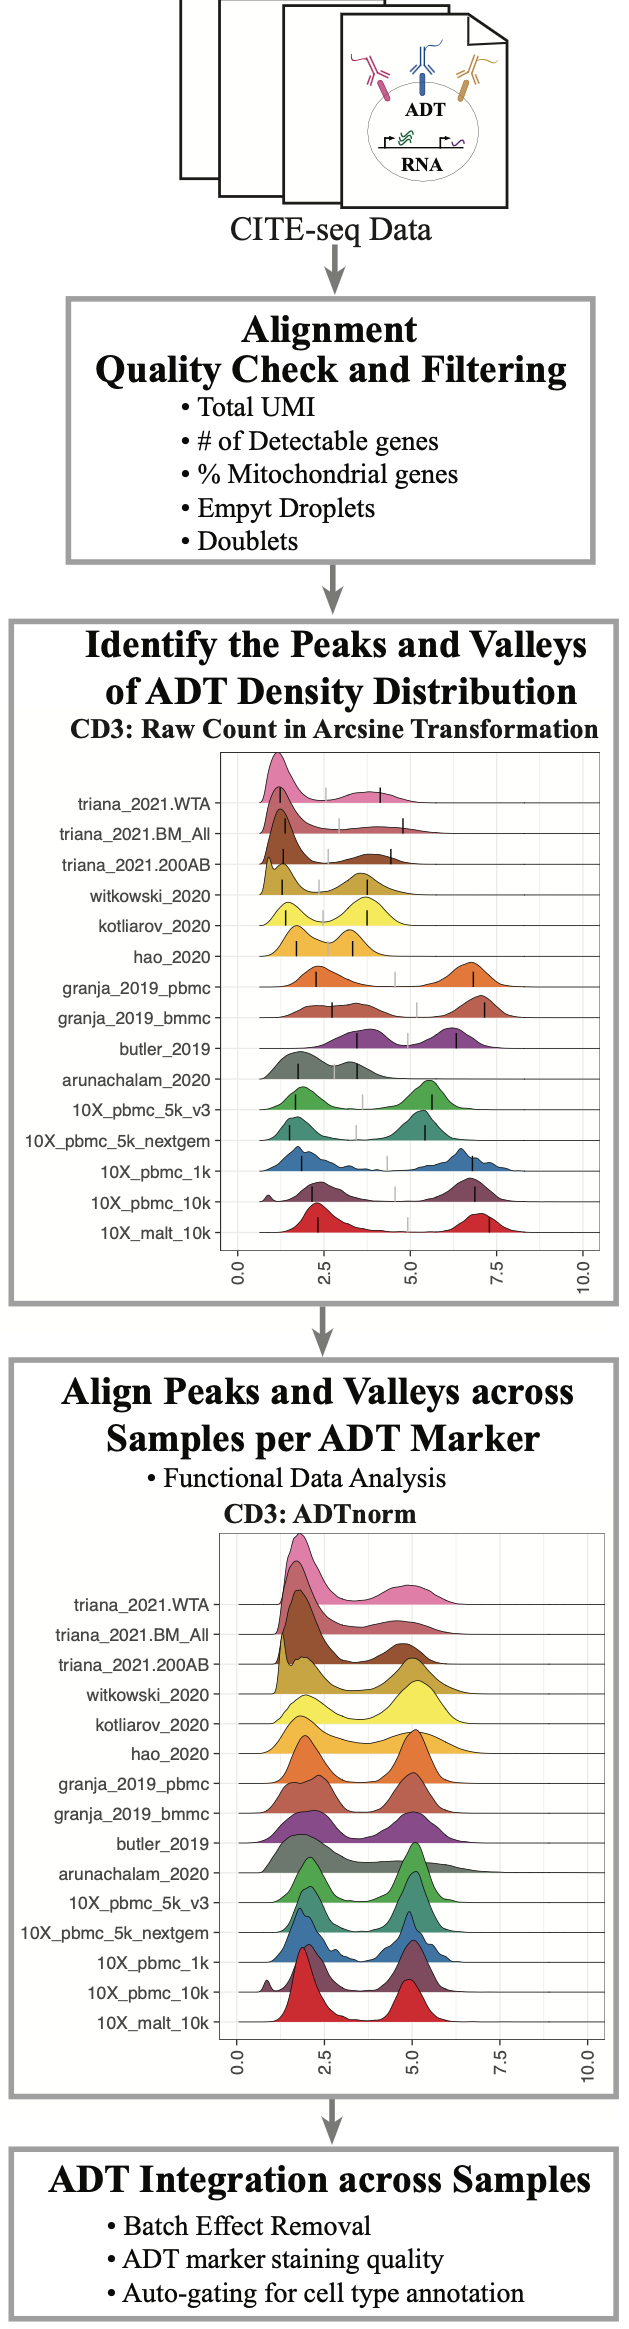 ADT
RNA
CITE-seq Data
Alignment
Quality Check and Filtering
• Total UMI
• # of Detectable genes
• % Mitochondrial genes
• Empyt Droplets
• Doublets
Identify the Peaks and Valleys
of ADT Density Distribution
CD3: Raw Count in Arcsine Transformation
triana_2021.WTA
triana_2021.BM_All
triana_2021.200AB
witkowski_2020
kotliarov_2020
hao_2020
granja_2019_pbmc
granja_2019_bmmc
butler_2019
arunachalam_2020
10X_pbmc_5k_v3
10X_pbmc_5k_nextgem
10X_pbmc_1k
10X_pbmc_10k
10X_malt_10k
0.0 2.5 5.0 7.5 10.0
Align Peaks and Valleys across
Samples per ADT Marker
• Functional Data Analysis
CD3: ADTnorm
triana_2021.WTA
triana_2021.BM_All
triana_2021.200AB
witkowski_2020
kotliarov_2020
hao_2020
granja_2019_pbmc
granja_2019_bmmc
butler_2019
arunachalam_2020
10X_pbmc_5k_v3
10X_pbmc_5k_nextgem
10X_pbmc_1k
10X_pbmc_10k
10X_malt_10k
0.0 2.5 5.0 7.5 10.0
ADT Integration across Samples
• Batch Effect Removal
• ADT marker staining quality
• Auto-gating for cell type annotation